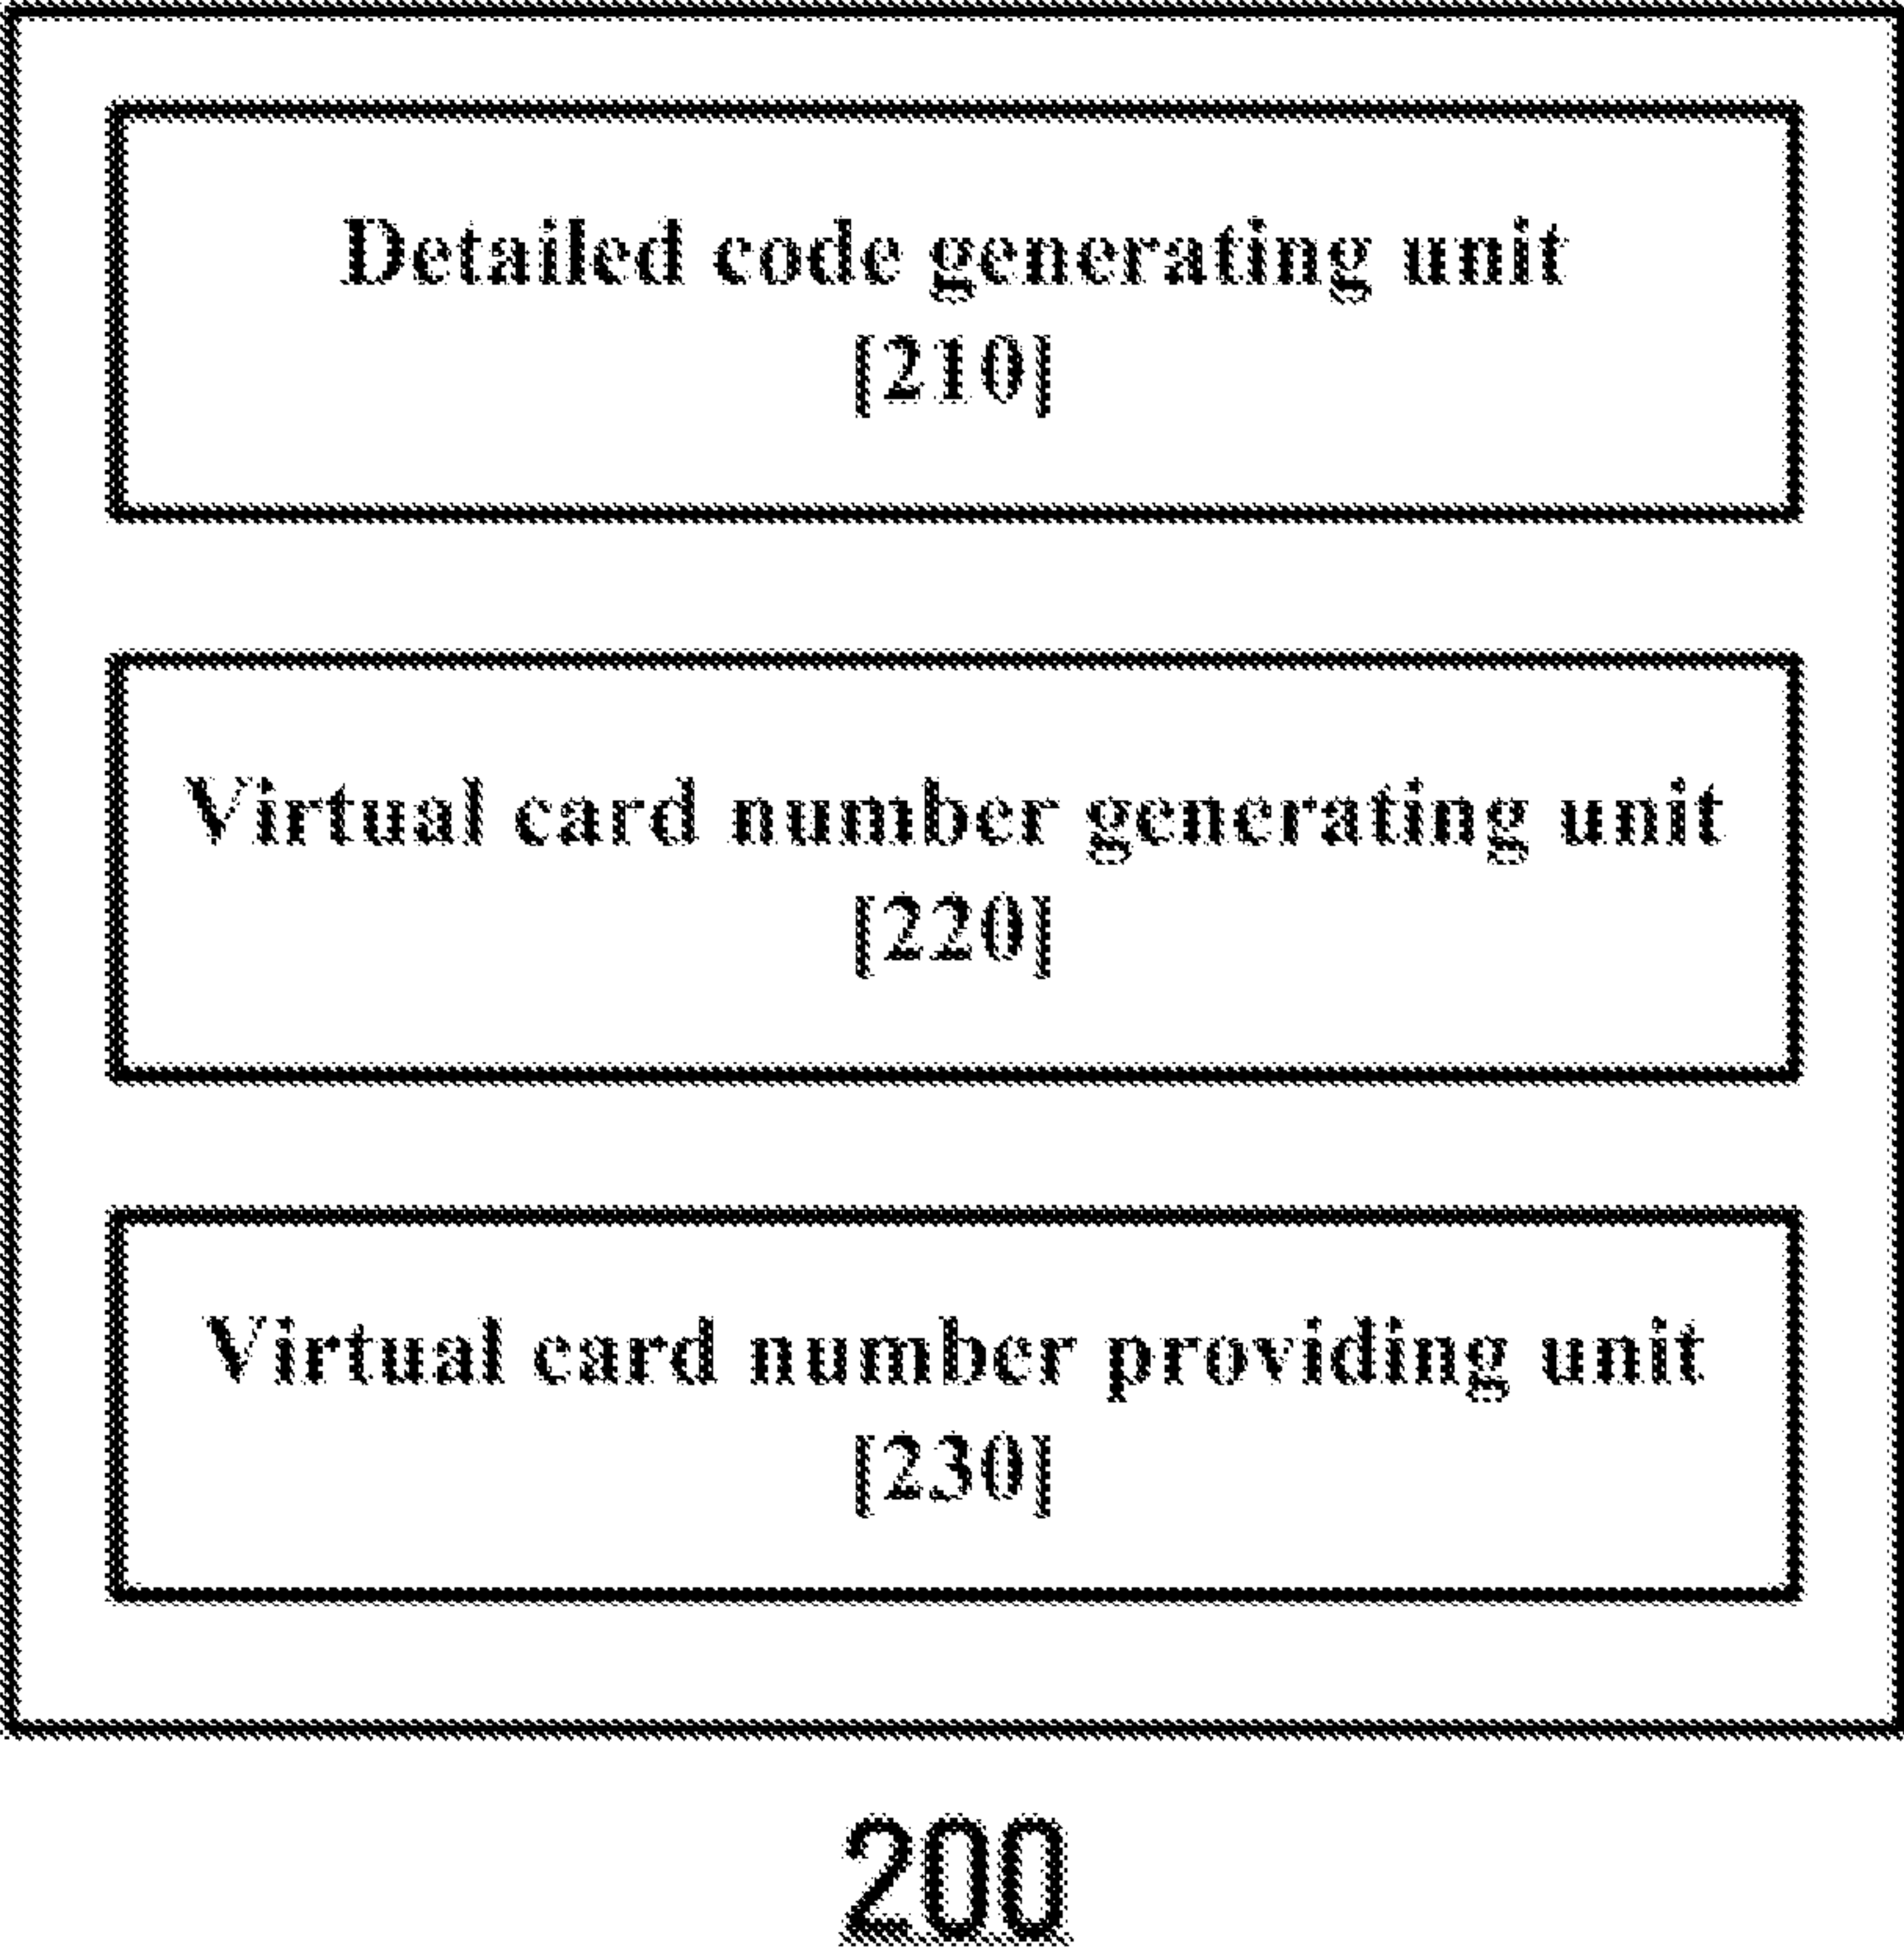 Detailed code generating unit
[210]
Virtual card number generating unit
[220]
Virtual card number providing unit
[230]
200